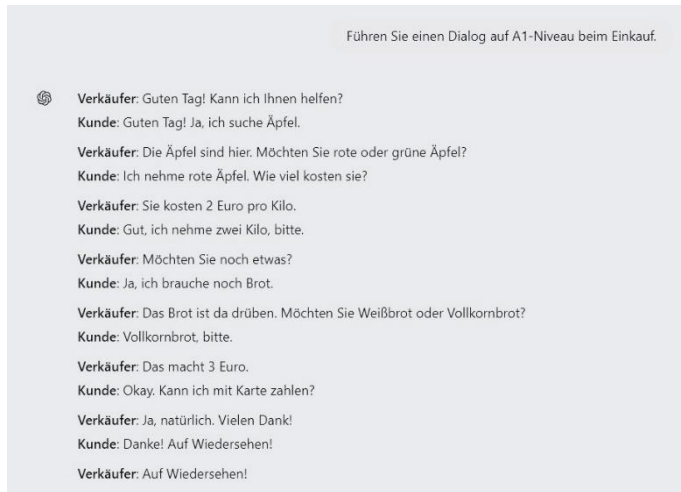 Führen Sie einen Dialog auf A1-Niveau beim Einkauf.
Verkäufer: Guten Tag! Kann ich Ihnen helfen?
Kunde: Guten Tag! Ja, ich suche Äpfel.
Verkäufer: Die Äpfel sind hier. Möchten Sie rote oder grüne Äpfel?
Kunde: Ich nehme rote Äpfel. Wie viel kosten sie?
Verkäufer: Sie kosten 2 Euro pro Kilo.
Kunde: Gut, ich nehme zwei Kilo, bitte.
Verkäufer: Möchten Sie noch etwas?
Kunde: Ja, ich brauche noch Brot.
Verkäufer: Das Brot ist da drüben. Möchten Sie Weißbrot oder Vollkornbrot?
Kunde: Vollkornbrot, bitte.
Verkäufer: Das macht 3 Euro.
Kunde: Okay. Kann ich mit Karte zahlen?
Verkäufer: Ja, natürlich. Vielen Dank!
Kunde: Danke! Auf Wiedersehen!
Verkäufer: Auf Wiedersehen!